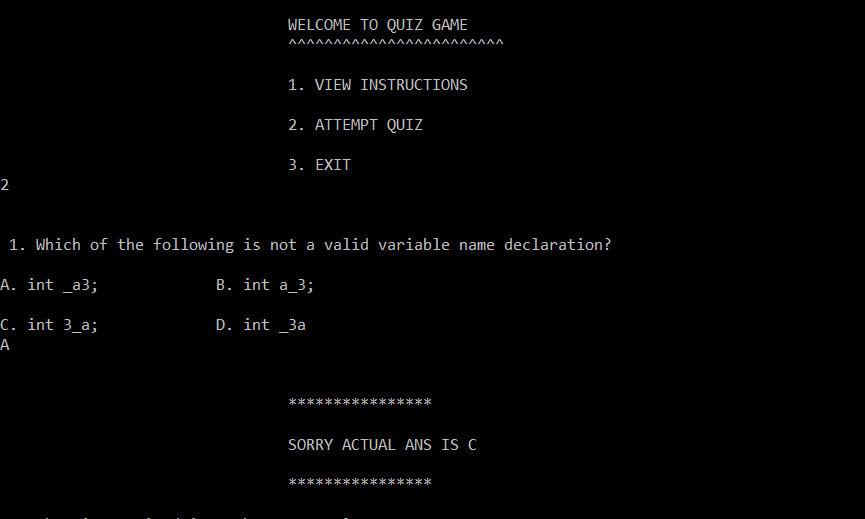 WELCOME TO QUIZ GAME
^^^^^^^^^^^^^^^^^^^^^^^^
1. VIEW INSTRUCTIONS
2. ATTEMPT QUIZ
3. EXIT
2
1. Which of the following is not a valid variable name declaration?
A. int _a3; B. int a_3;
C. int 3_a; D. int _3a
A
****************
SORRY ACTUAL ANS IS C
****************